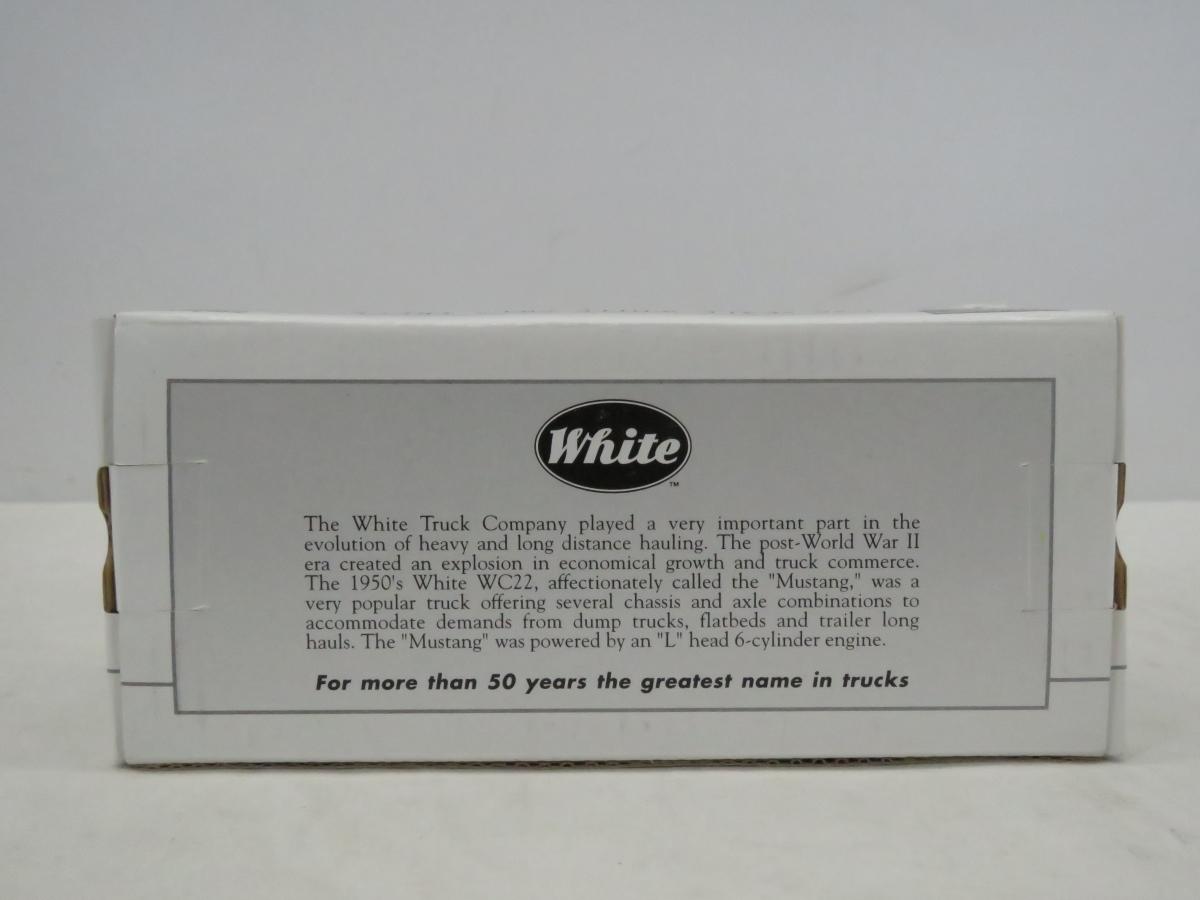 White
™
The White Truck Company played a very important part in the
evolution of heavy and long distance hauling. The post-World War II
era created an explosion in economical growth and truck commerce.
The 1950's White WC22, affectionately called the "Mustang," was a
very popular truck offering several chassis and axle combinations to
accommodate demands from dump trucks, flatbeds and trailer long
hauls. The "Mustang" was powered by an "L" head 6-cylinder engine.
For more than 50 years the greatest name in trucks